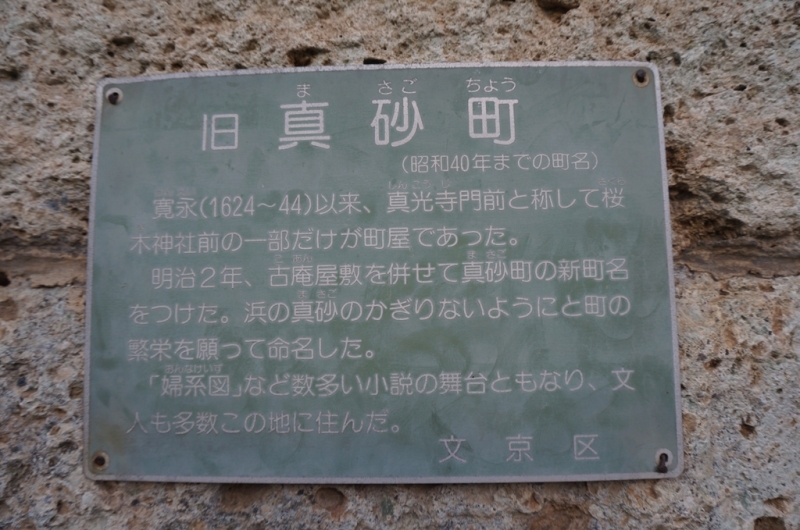 旧 真砂町
(昭和40年までの町名)
寛永(1624～44)以来、真光寺門前と称して桜
木神社前の一部だけが町屋であった。
明治2年、古庵屋敷を併せて真砂町の新町名
をつけた。浜の真砂のかぎりないようにと町の
繁栄を願って命名した。
「婦系図」など数多い小説の舞台ともなり、文
人も多数この地に住んだ。
文京区